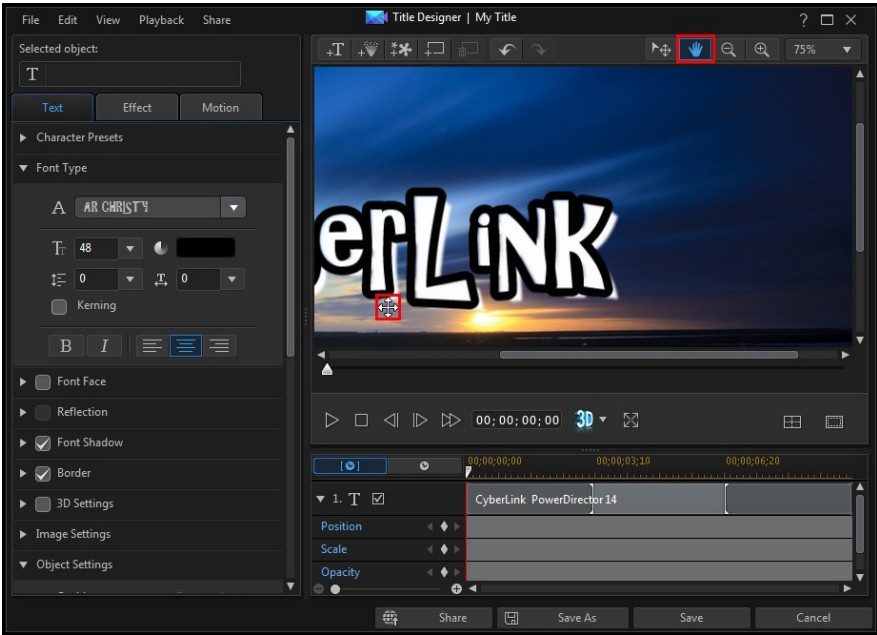 File Edit View Playback Share Title Designer | My Title
Selected object:
T
+T 75%
Text Effect Motion
Character Presets
Font Type
A AR CHRISTY
48
0 0
Kerning
B I
Font Face
Reflection
Font Shadow
Border
3D Settings
Image Settings
Object Settings
erLiNK
00; 00; 00; 00 3D
00;00;00;00 00;00;03;10 00;00;06;20
1. T CyberLink PowerDirector 14
Position
Scale
Opacity
Share Save As Save Cancel